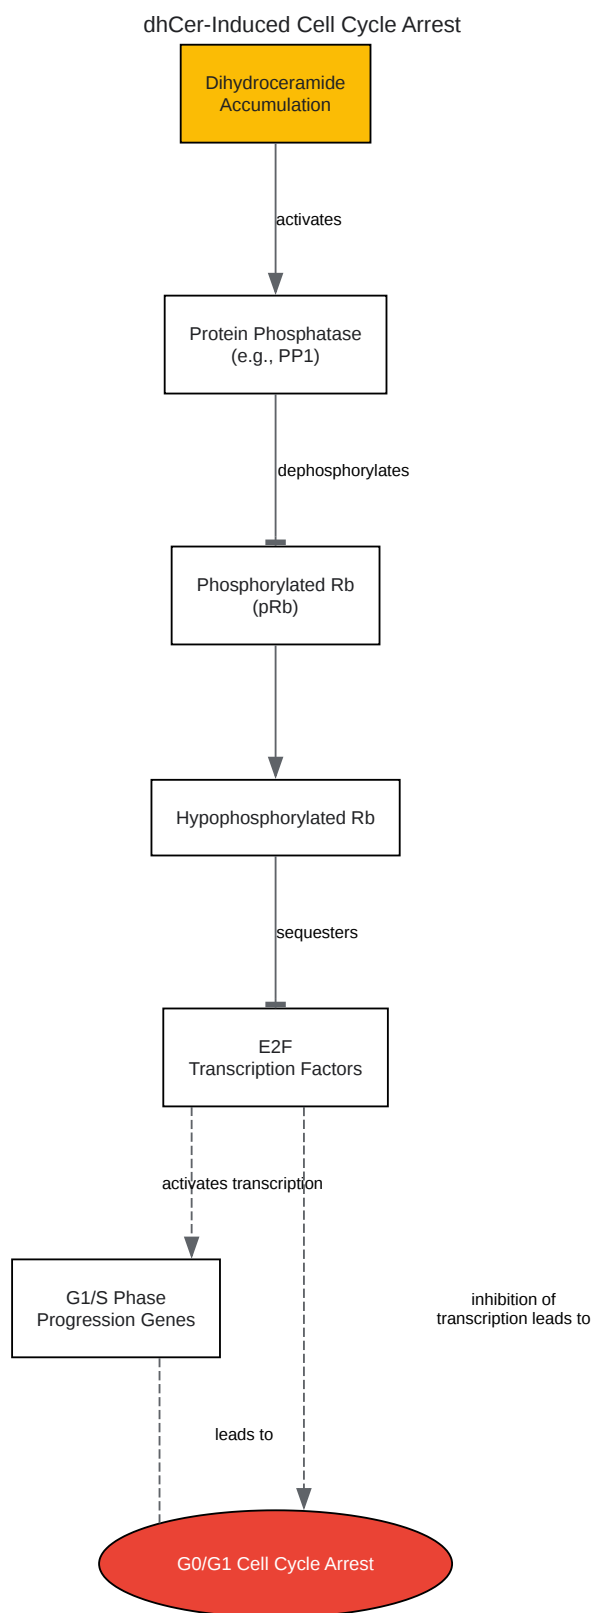 dhCer-Induced Cell Cycle Arrest
Dihydroceramide
Accumulation
activates
Protein Phosphatase
(e.g., PP1)
dephosphorylates
Phosphorylated Rb
(pRb)
Hypophosphorylated Rb
sequesters
E2F
Transcription Factors
activates transcription
G1/S Phase
Progression Genes
inhibition of
transcription leads to
leads to
G0/G1 Cell Cycle Arrest